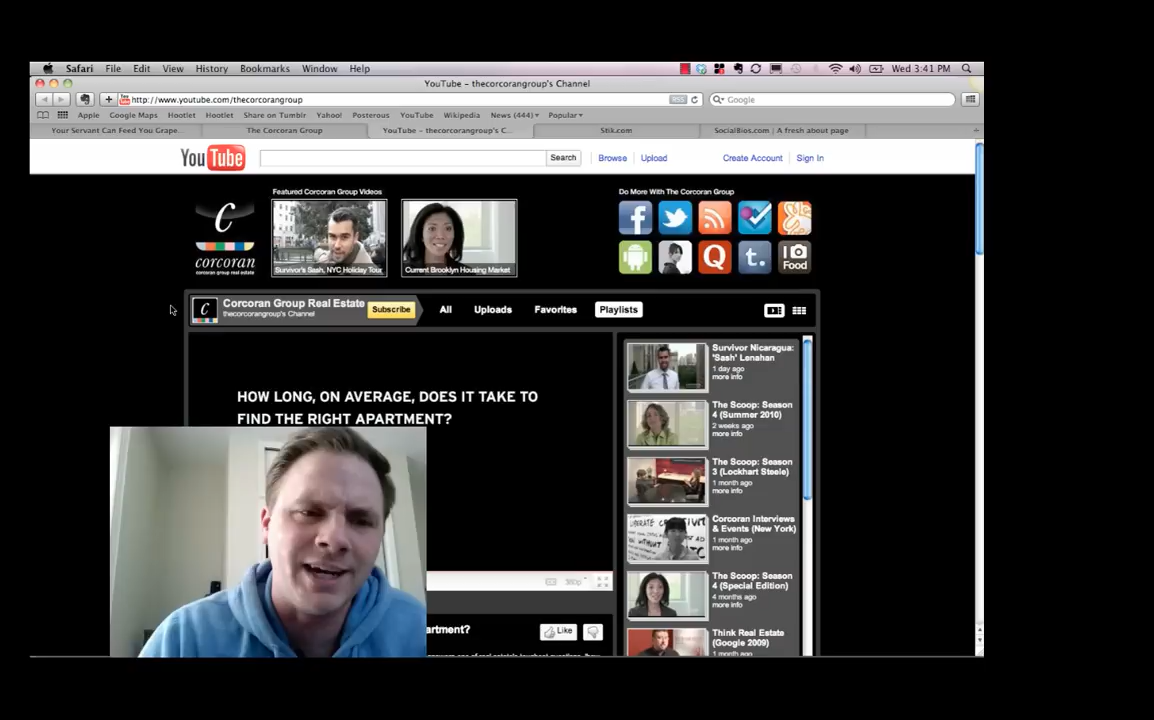 Safari File Edit View History Bookmarks Window Help Wed 3:41 PM
YouTube – thecorcorangroup's Channel
http://www.youtube.com/thecorcorangroup RSS Google
Apple Google Maps Hootlet Hootlet Share on Tumblr Yahoo! Posterous YouTube Wikipedia News (444) Popular
Your Servant Can Feed You Grape... The Corcoran Group YouTube – thecorcorangroup's C... Stik.com SocialBios.com | A fresh about page
YouTube Search Browse Upload Create Account Sign In
Featured Corcoran Group Videos Do More With The Corcoran Group
C
corcoran
corcoran group real estate
Survivor's Sash, NYC Holiday Tour
Current Brooklyn Housing Market
Q t. Food
Corcoran Group Real Estate
thecorcorangroup's Channel
Subscribe All Uploads Favorites Playlists
HOW LONG, ON AVERAGE, DOES IT TAKE TO
FIND THE RIGHT APARTMENT?
360p
artment?
Like
Survivor Nicaragua:
'Sash' Lenahan
1 day ago
more info
The Scoop: Season
4 (Summer 2010)
2 weeks ago
more info
The Scoop: Season
3 (Lockhart Steele)
1 month ago
more info
Corcoran Interviews
& Events (New York)
1 month ago
more info
The Scoop: Season
4 (Special Edition)
4 months ago
more info
Think Real Estate
(Google 2009)
1 month ago